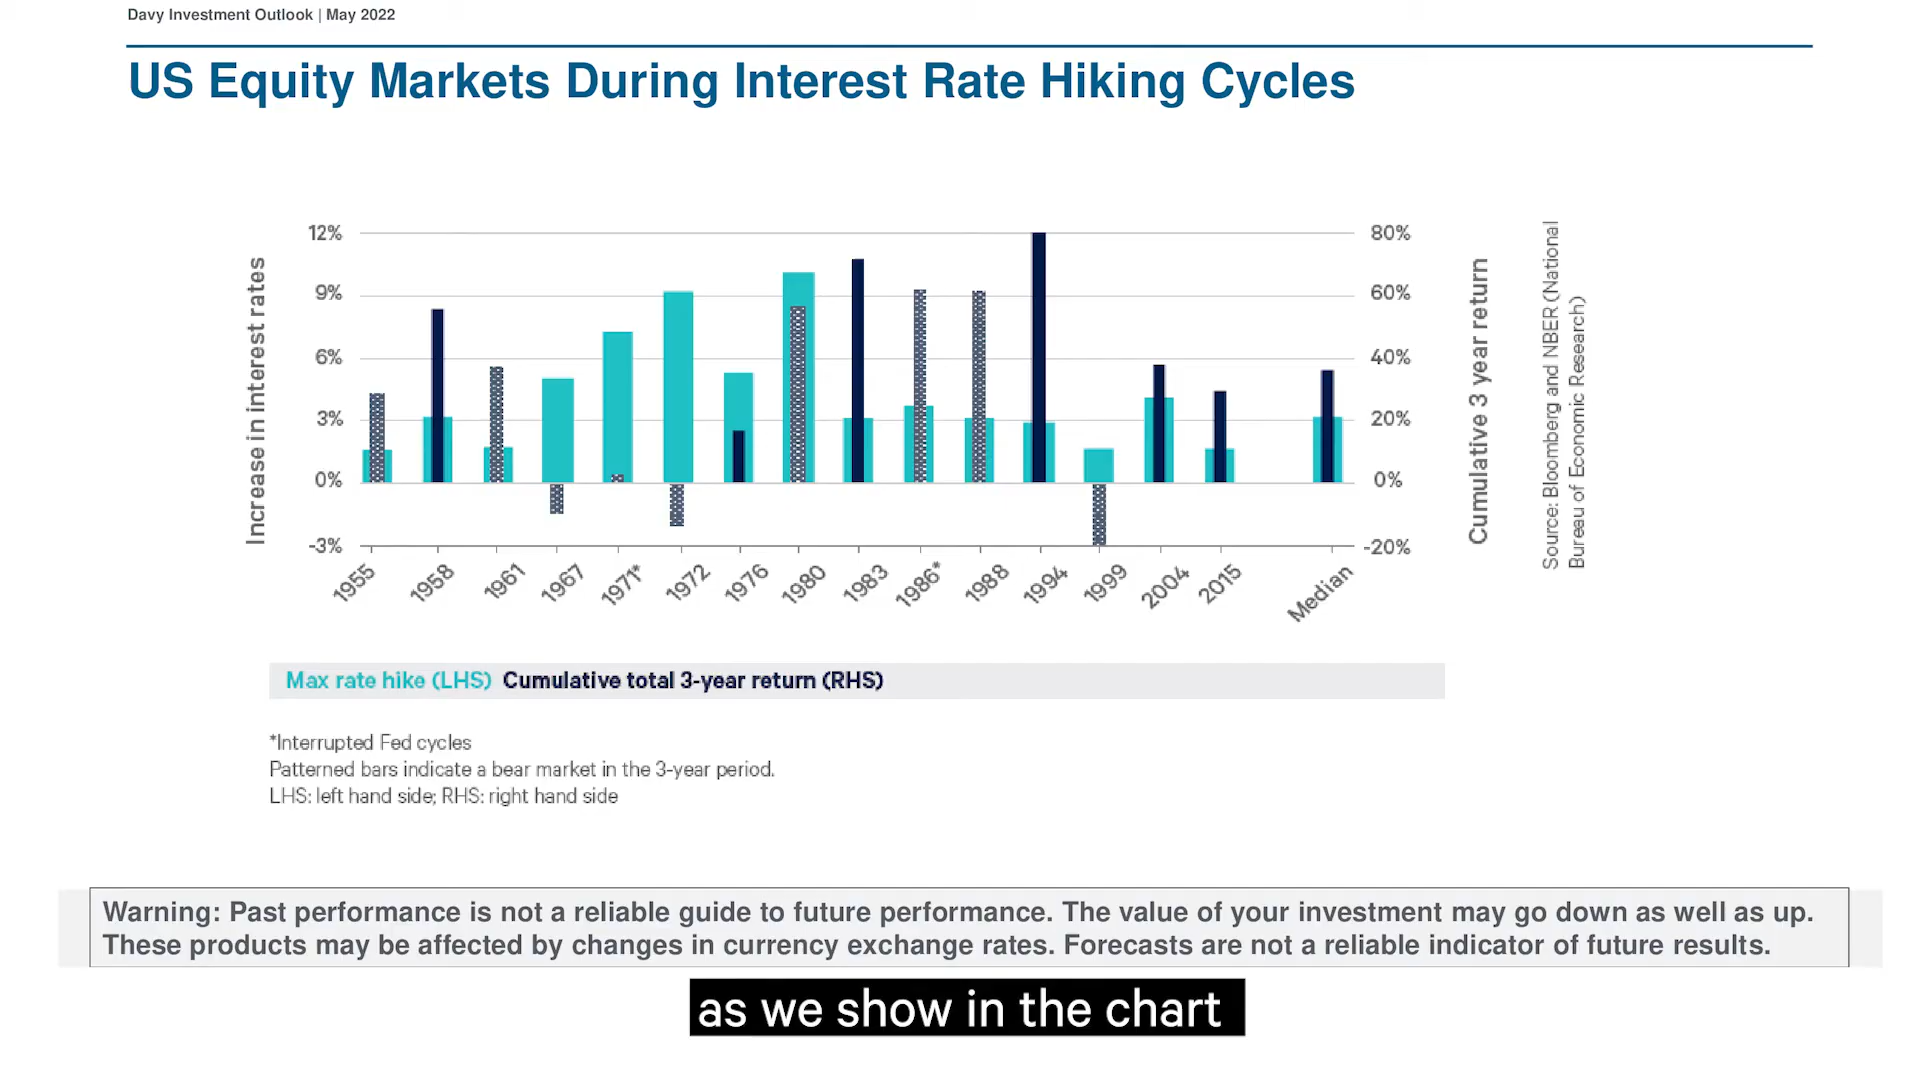 Davy Investment Outlook | May 2022
US Equity Markets During Interest Rate Hiking Cycles
Increase in interest rates
12%
9%
6%
3%
0%
-3%
80%
60%
40%
20%
0%
-20%
Cumulative 3 year return
Source: Bloomberg and NBER (National
Bureau of Economic Research)
1955
1958
1961
1967
1971*
1972
1976
1980
1983
1986*
1988
1994
1999
2004
2015
Median
Max rate hike (LHS) Cumulative total 3-year return (RHS)
*Interrupted Fed cycles
Patterned bars indicate a bear market in the 3-year period.
LHS: left hand side; RHS: right hand side
Warning: Past performance is not a reliable guide to future performance. The value of your investment may go down as well as up.
These products may be affected by changes in currency exchange rates. Forecasts are not a reliable indicator of future results.
as we show in the chart